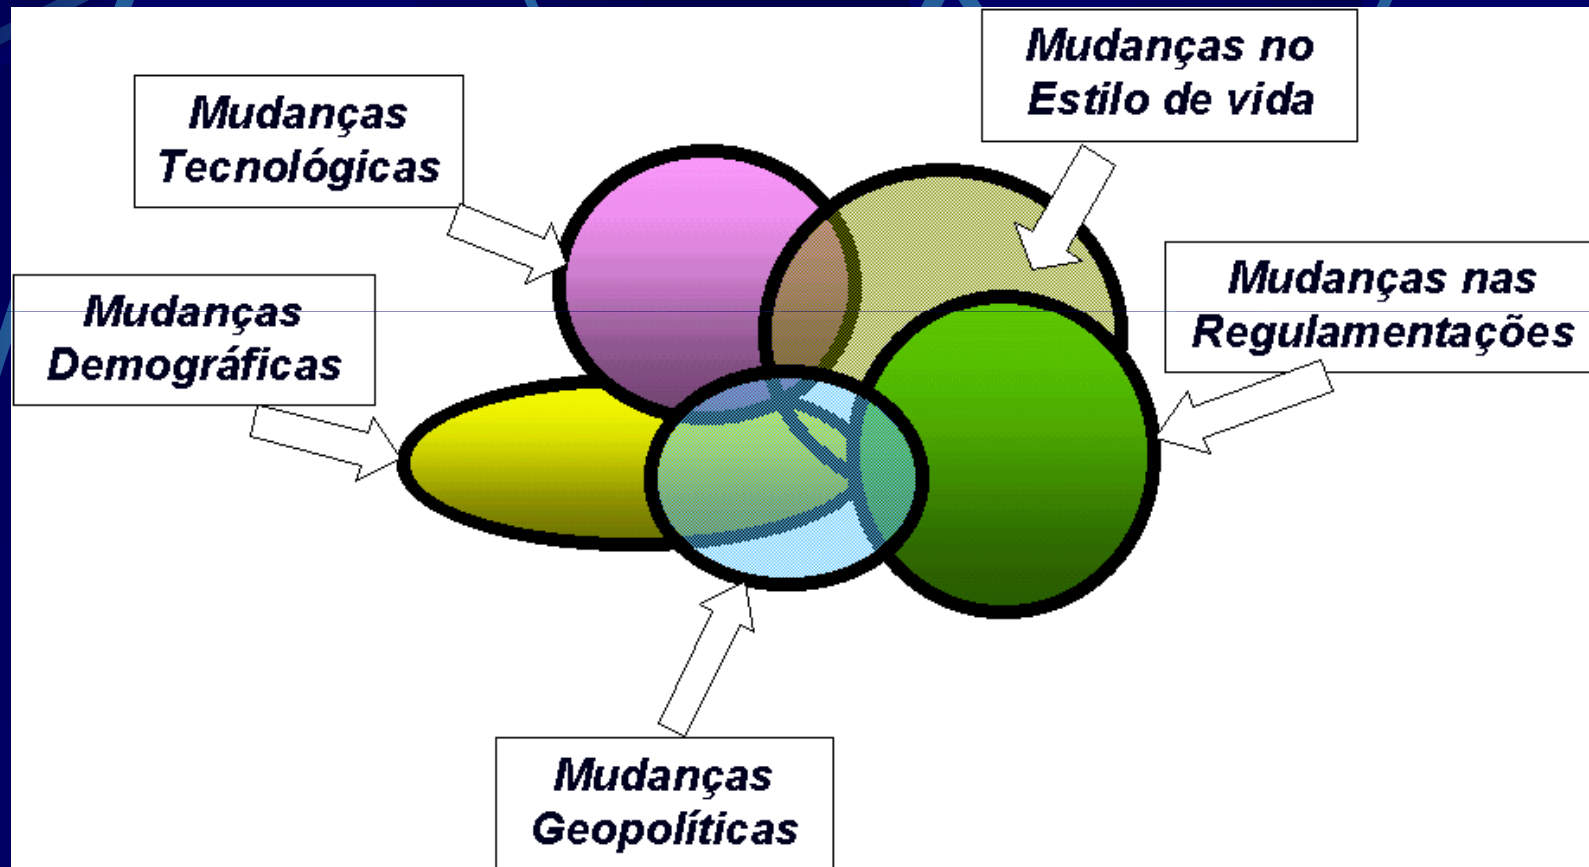 Mudanças no
Estilo de vida
Mudanças
Tecnológicas
Mudanças nas
Regulamentações
Mudanças
Demográficas
Mudanças
Geopolíticas